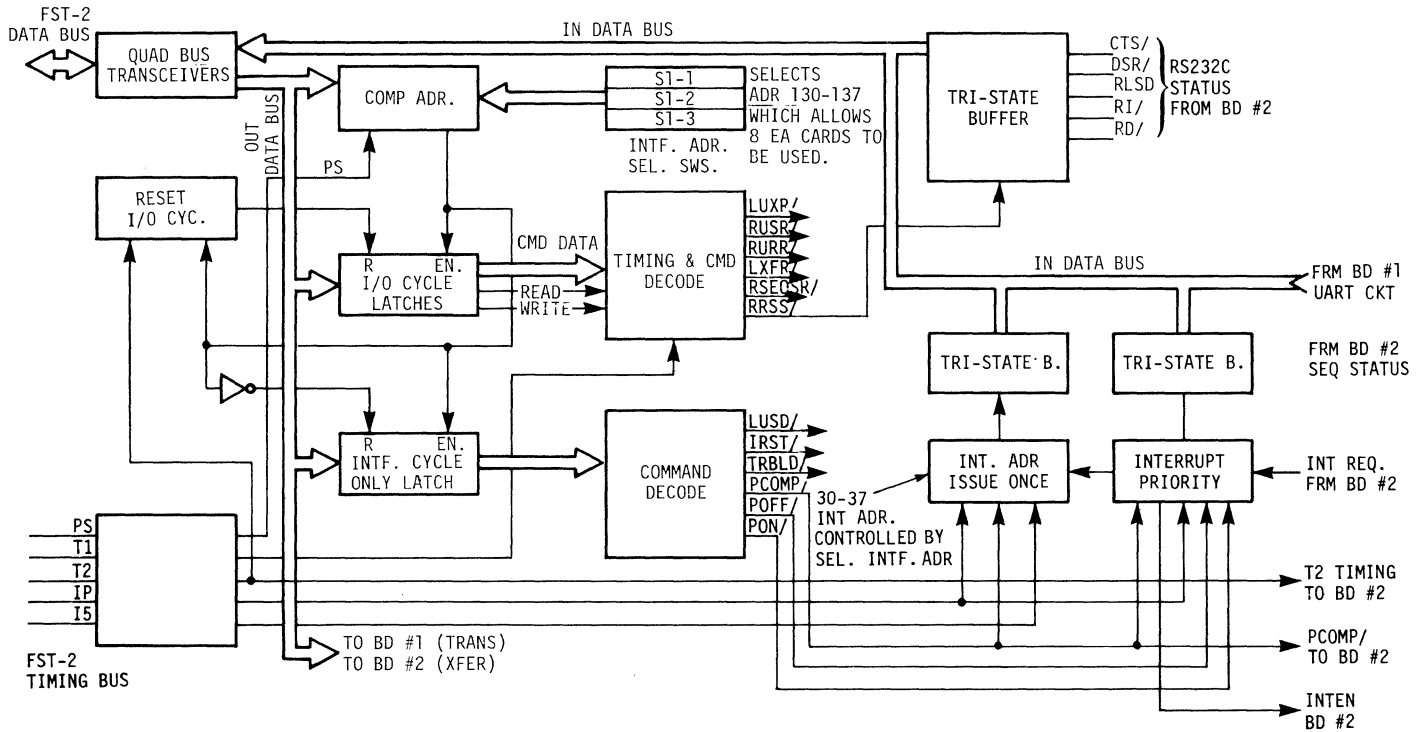 FST-2
DATA BUS
QUAD BUS
TRANSCEIVERS
IN DATA BUS
OUT
DATA BUS
COMP ADR.
S1-1
S1-2
S1-3
INTF. ADR.
SEL. SWS.
SELECTS
ADR 130-137
WHICH ALLOWS
8 EA CARDS TO
BE USED.
TRI-STATE
BUFFER
CTS/
DSR/
RLSD
RI/
RD/
RS232C
STATUS
FROM BD #2
PS
RESET
I/O CYC.
R EN.
I/O CYCLE
LATCHES
CMD DATA
READ
WRITE
TIMING & CMD
DECODE
LUXR/
RUSR/
RURR/
LXFR/
RSEQSR/
RRSS/
IN DATA BUS
FRM BD #1
UART CKT
TRI-STATE B.
TRI-STATE B.
FRM BD #2
SEQ STATUS
R EN.
INTF. CYCLE
ONLY LATCH
COMMAND
DECODE
LUSD/
IRST/
TRBLD/
PCOMP/
POFF/
PON/
INT. ADR
ISSUE ONCE
INTERRUPT
PRIORITY
INT REQ.
FRM BD #2
30-37
INT ADR.
CONTROLLED BY
SEL. INTF. ADR
PS
T1
T2
IP
I5
FST-2
TIMING BUS
TO BD #1 (TRANS)
TO BD #2 (XFER)
T2 TIMING
TO BD #2
PCOMP/
TO BD #2
INTEN
BD #2